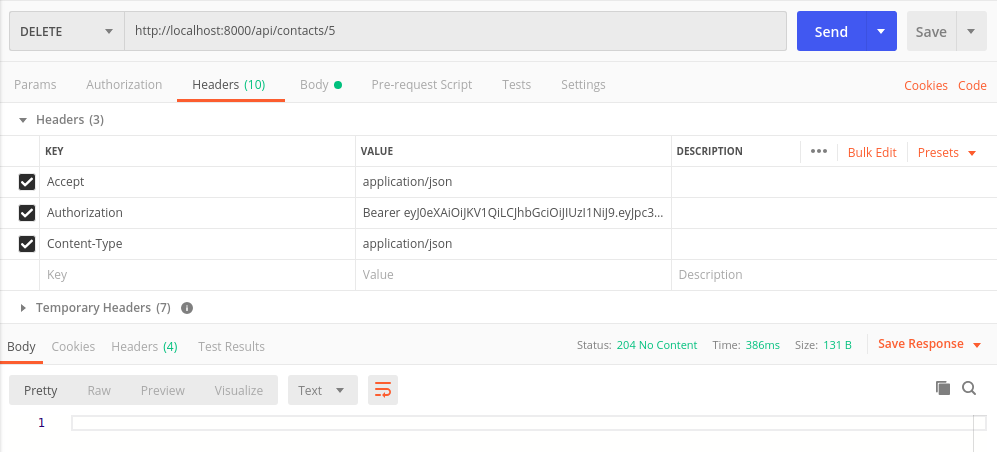 DELETE http://localhost:8000/api/contacts/5 Send Save
Params Authorization Headers (10) Body Pre-request Script Tests Settings Cookies Code
Headers (3)
KEY VALUE DESCRIPTION ••• Bulk Edit Presets
Accept application/json
Authorization Bearer eyJ0eXAiOiJKV1QiLCJhbGciOiJIUzI1NiJ9.eyJpc3...
Content-Type application/json
Key Value Description
Temporary Headers (7) i
Body Cookies Headers (4) Test Results Status: 204 No Content Time: 386ms Size: 131 B Save Response
Pretty Raw Preview Visualize Text
1